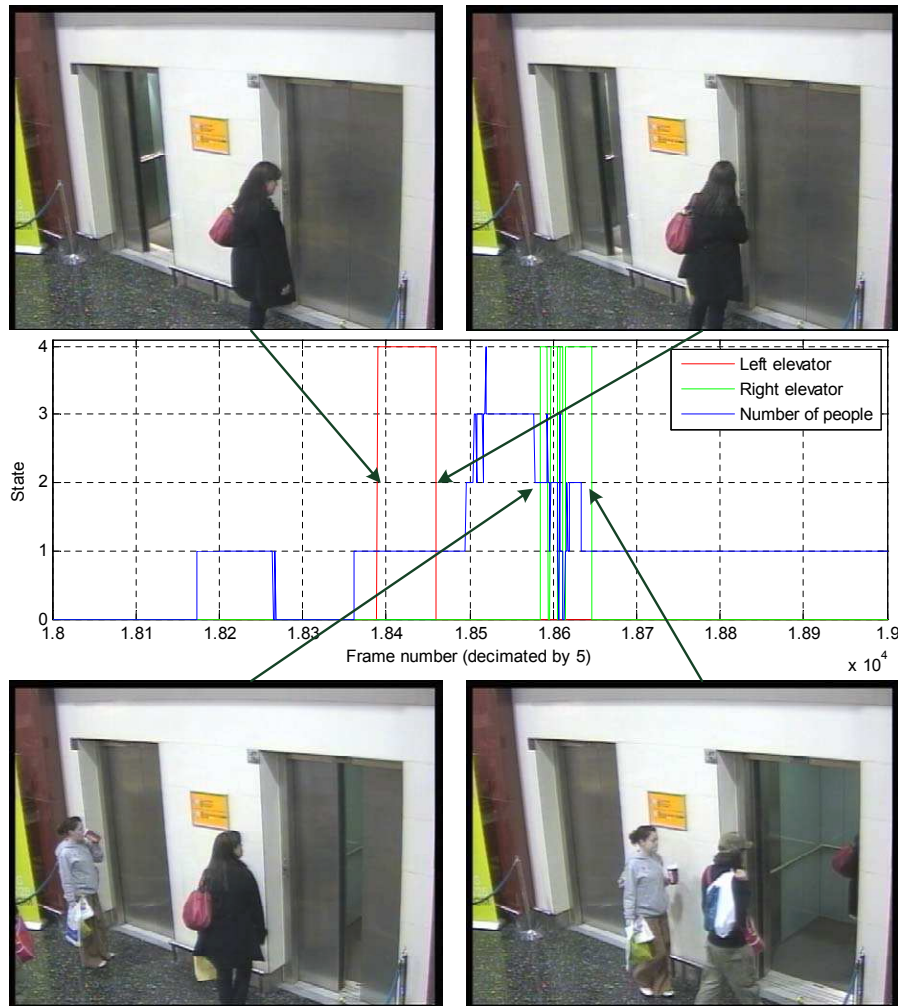 4
3
2
1
0
State
Left elevator
Right elevator
Number of people
1.8 1.81 1.82 1.83 1.84 1.85 1.86 1.87 1.88 1.89 1.9
Frame number (decimated by 5)
x 10^4